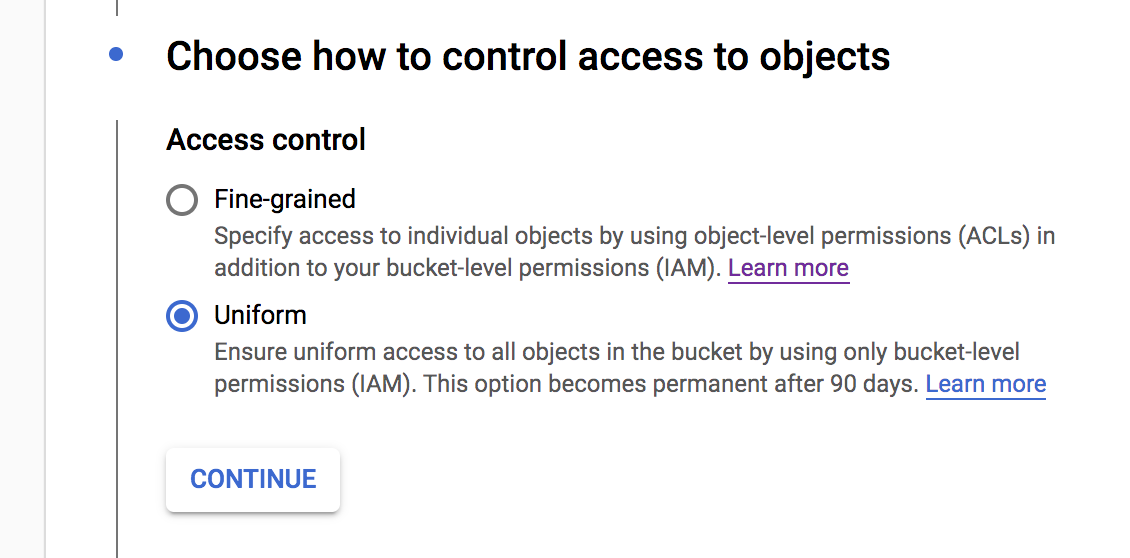 Choose how to control access to objects
Access control
Fine-grained
Specify access to individual objects by using object-level permissions (ACLs) in
addition to your bucket-level permissions (IAM). Learn more
Uniform
Ensure uniform access to all objects in the bucket by using only bucket-level
permissions (IAM). This option becomes permanent after 90 days. Learn more
CONTINUE